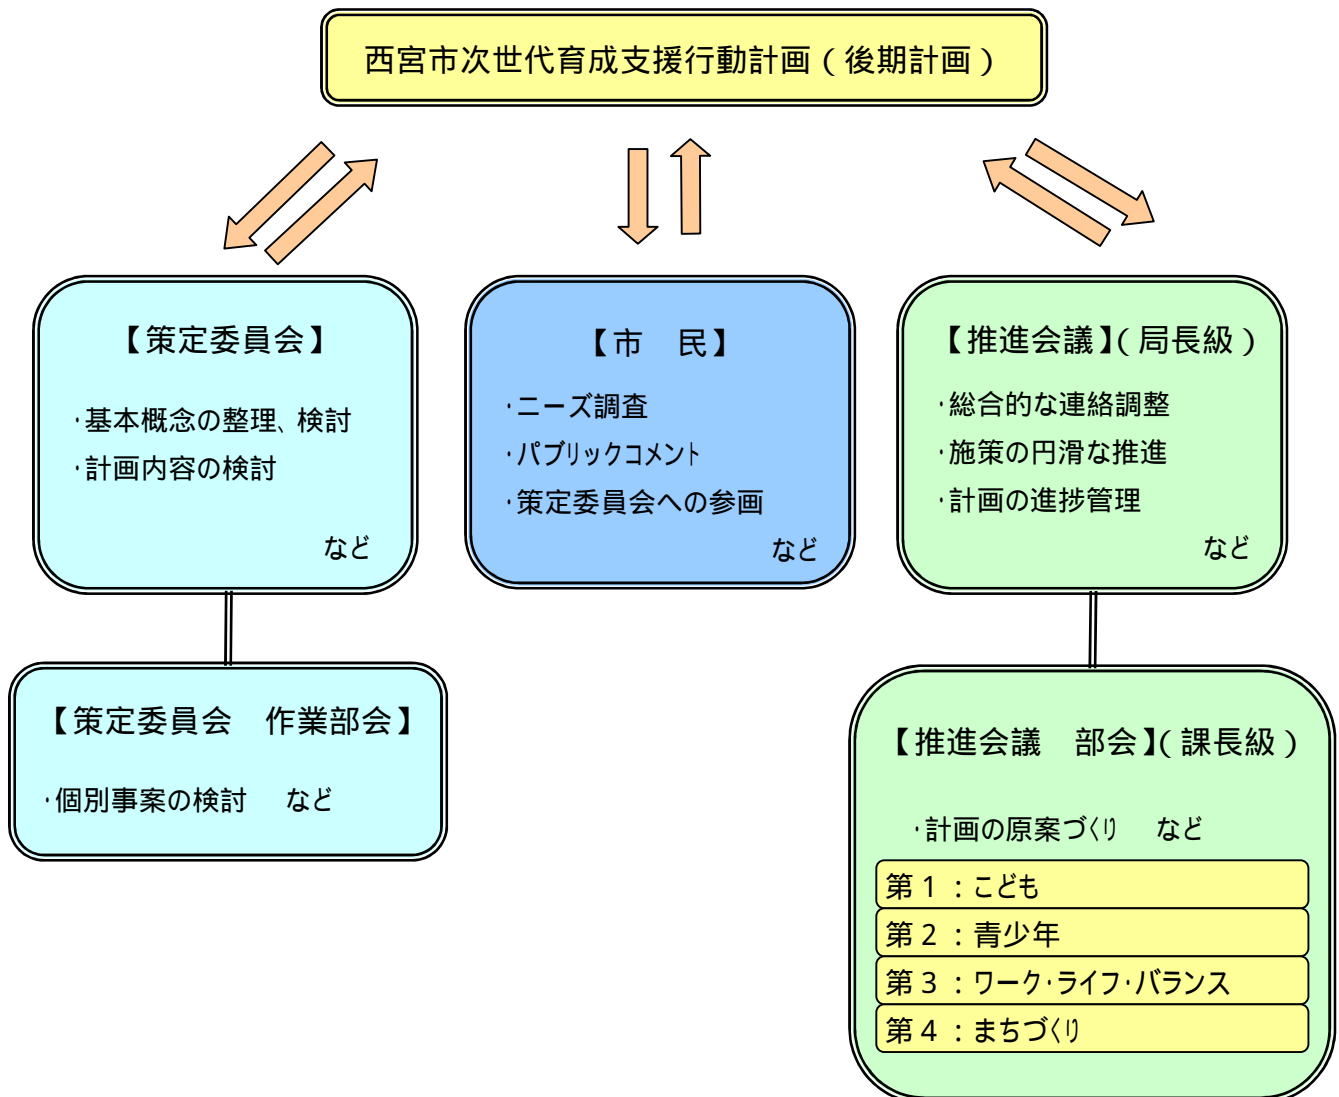 西宮市次世代育成支援行動計画（後期計画）
【策定委員会】
・基本概念の整理、検討
・計画内容の検討
など
【市　民】
・ニーズ調査
・パブリックコメント
・策定委員会への参画
など
【推進会議】（局長級）
・総合的な連絡調整
・施策の円滑な推進
・計画の進捗管理
など
【策定委員会　作業部会】
・個別事案の検討　など
【推進会議　部会】（課長級）
・計画の原案づくり　など
第１：こども
第２：青少年
第３：ワーク・ライフ・バランス
第４：まちづくり